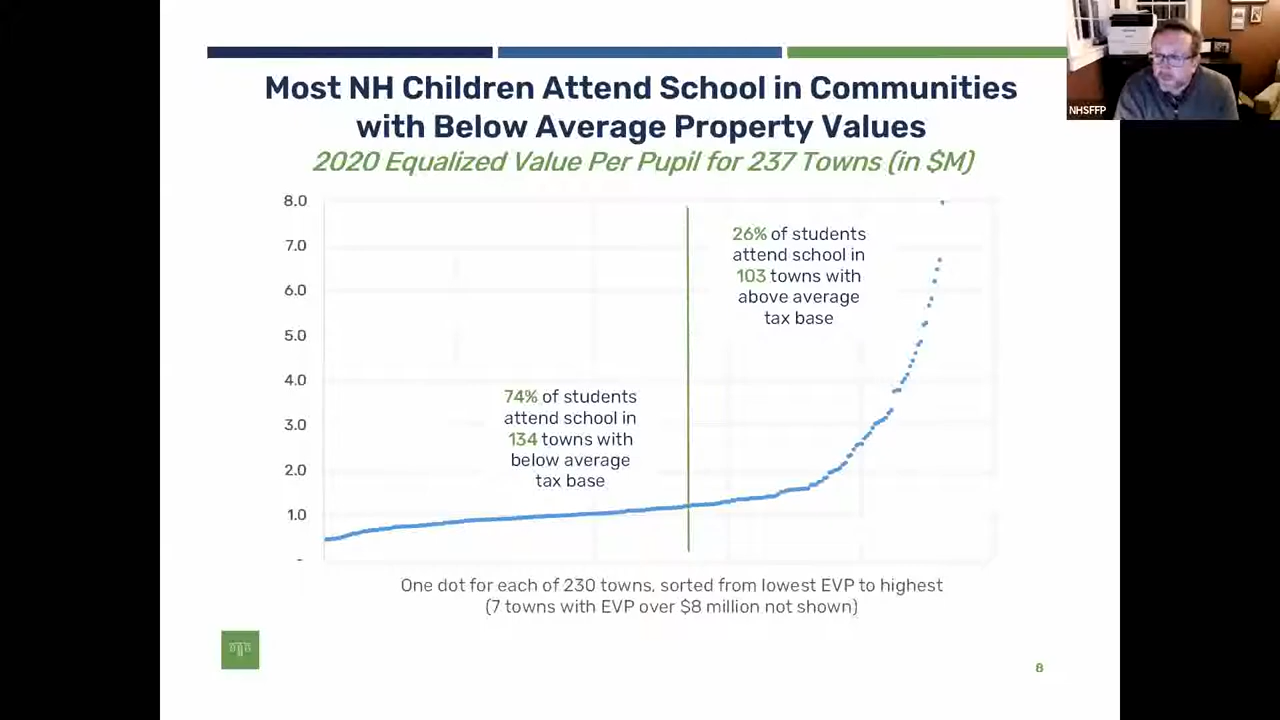 Most NH Children Attend School in Communities
with Below Average Property Values
2020 Equalized Value Per Pupil for 237 Towns (in $M)
NHSFFP
8.0
7.0
6.0
5.0
4.0
3.0
2.0
1.0
-
26% of students
attend school in
103 towns with
above average
tax base
74% of students
attend school in
134 towns with
below average
tax base
One dot for each of 230 towns, sorted from lowest EVP to highest
(7 towns with EVP over $8 million not shown)
8